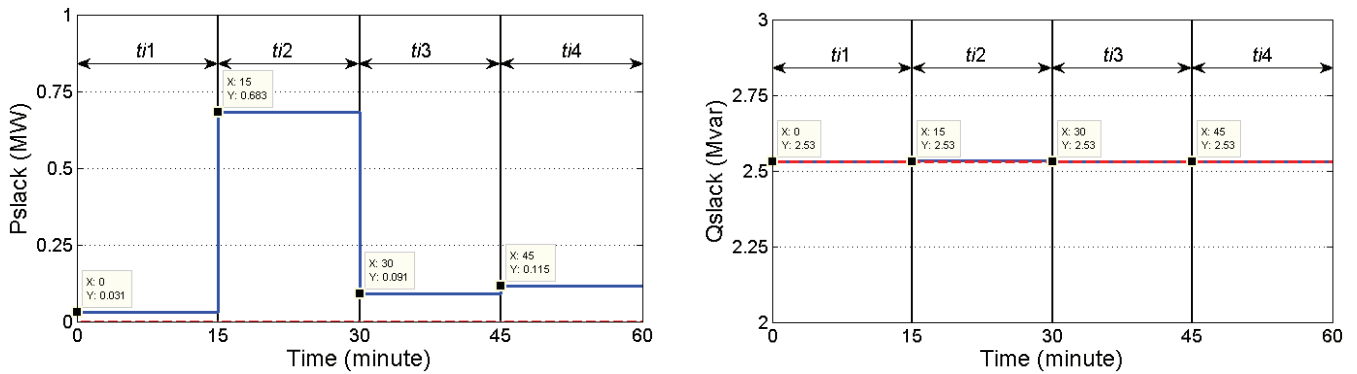 1
0.75
0.5
0.25
0
Pslack (MW)
ti1
ti2
ti3
ti4
X: 0
Y: 0.031
X: 15
Y: 0.683
X: 30
Y: 0.091
X: 45
Y: 0.115
0
15
30
45
60
Time (minute)
3
2.75
2.5
2.25
2
Qslack (Mvar)
ti1
ti2
ti3
ti4
X: 0
Y: 2.53
X: 15
Y: 2.53
X: 30
Y: 2.53
X: 45
Y: 2.53
0
15
30
45
60
Time (minute)